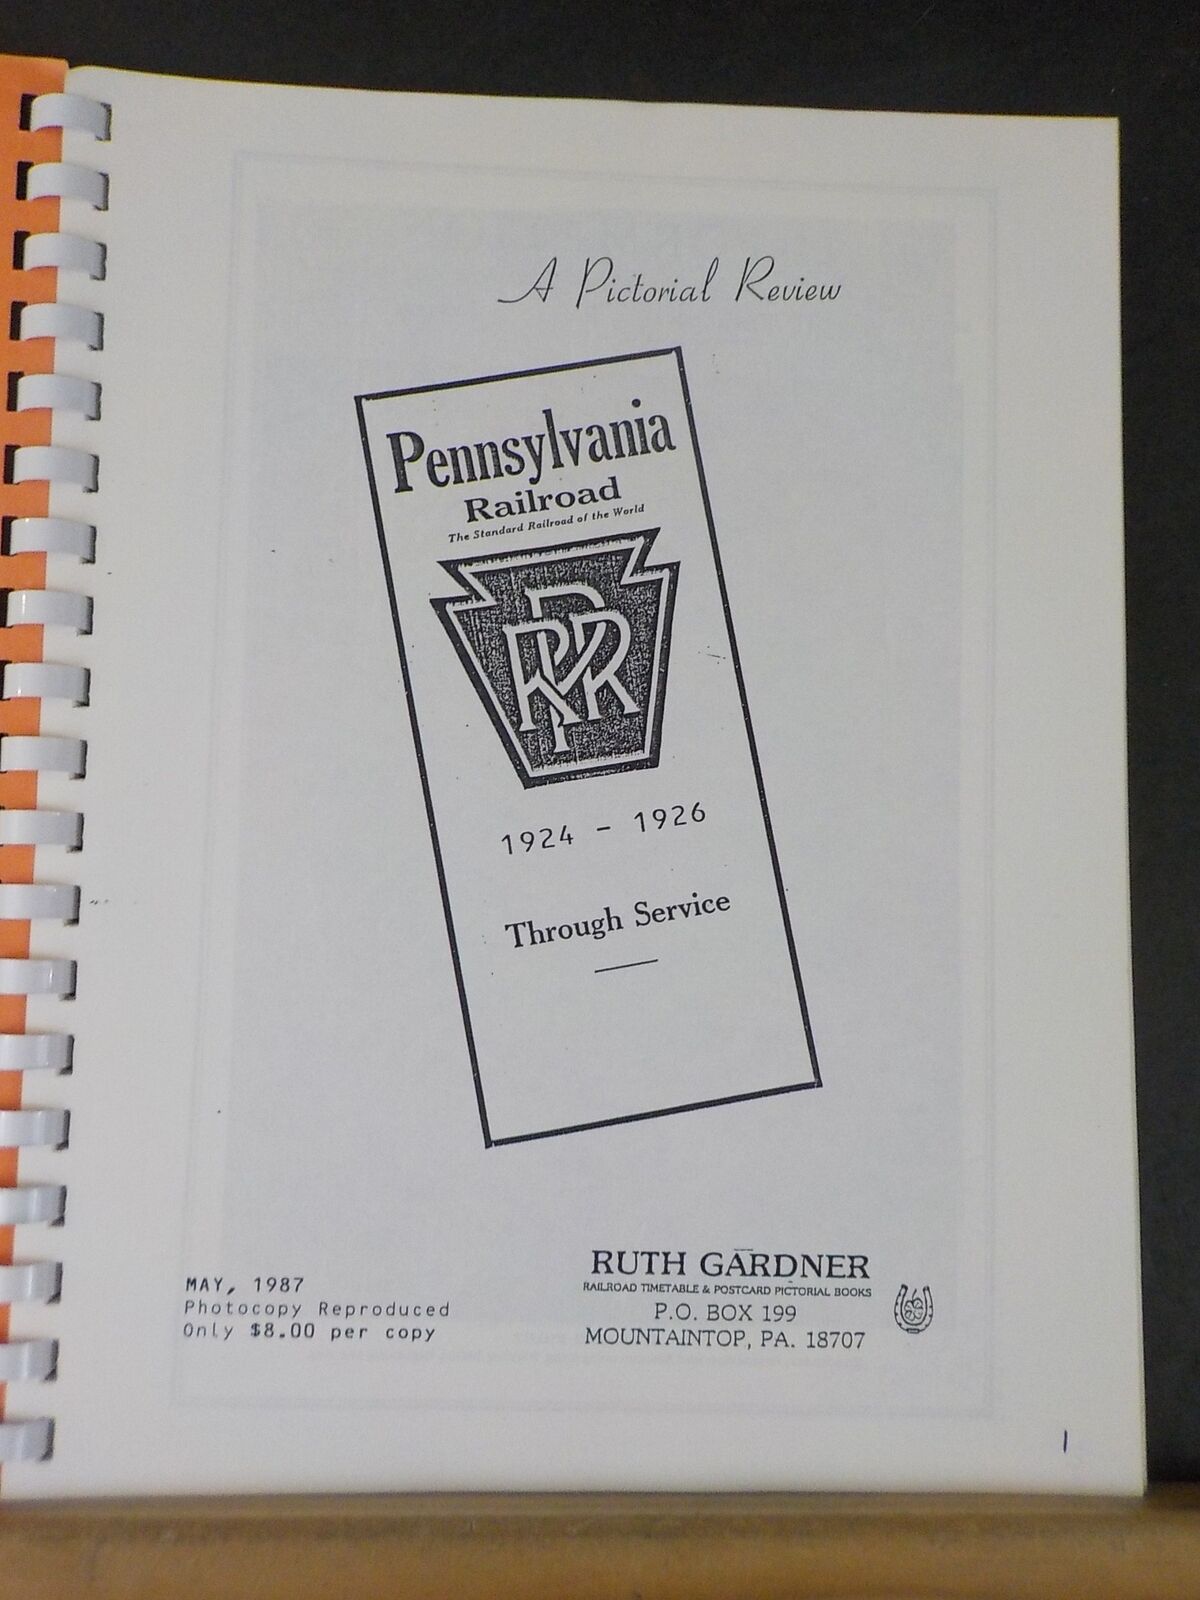 A Pictorial Review
Pennsylvania
Railroad
The Standard Railroad of the World
PRR
1924 - 1926
Through Service
MAY, 1987
Photocopy Reproduced
Only $8.00 per copy
RUTH GARDNER
RAILROAD TIMETABLE & POSTCARD PICTORIAL BOOKS
P.O. BOX 199
MOUNTAINTOP, PA. 18707
1